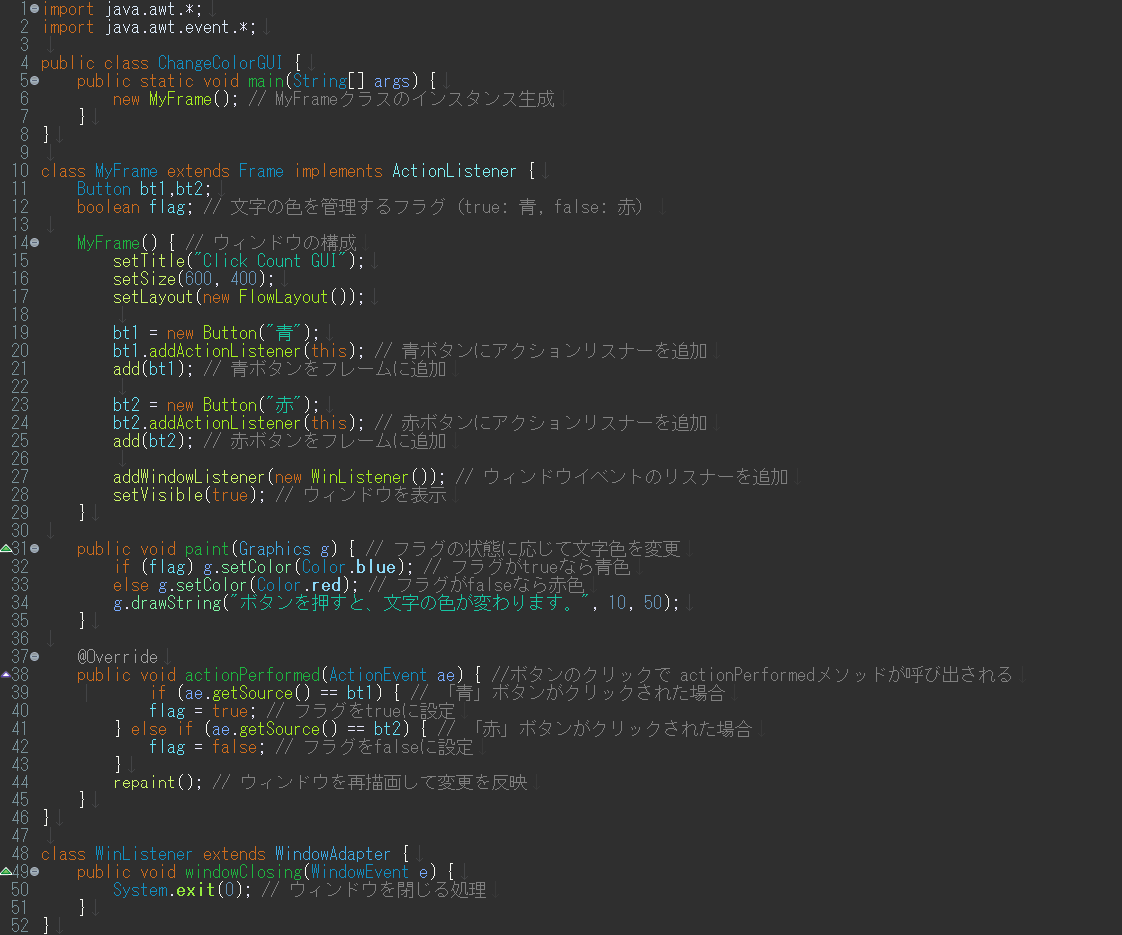 1 import java.awt.*;
2 import java.awt.event.*;
3
4 public class ChangeColorGUI {
5     public static void main(String[] args) {
6         new MyFrame(); // MyFrameクラスのインスタンス生成
7     }
8 }
9
10 class MyFrame extends Frame implements ActionListener {
11     Button bt1,bt2;
12     boolean flag; // 文字の色を管理するフラグ (true: 青, false: 赤)
13
14     MyFrame() { // ウィンドウの構成
15         setTitle("Click Count GUI");
16         setSize(600, 400);
17         setLayout(new FlowLayout());
18
19         bt1 = new Button("青");
20         bt1.addActionListener(this); // 青ボタンにアクションリスナーを追加
21         add(bt1); // 青ボタンをフレームに追加
22
23         bt2 = new Button("赤");
24         bt2.addActionListener(this); // 赤ボタンにアクションリスナーを追加
25         add(bt2); // 赤ボタンをフレームに追加
26
27         addWindowListener(new WinListener()); // ウィンドウイベントのリスナーを追加
28         setVisible(true); // ウィンドウを表示
29     }
30
31     public void paint(Graphics g) { // フラグの状態に応じて文字色を変更
32         if (flag) g.setColor(Color.blue); // フラグがtrueなら青色
33         else g.setColor(Color.red); // フラグがfalseなら赤色
34         g.drawString("ボタンを押すと、文字の色が変わります。", 10, 50);
35     }
36
37     @Override
38     public void actionPerformed(ActionEvent ae) { //ボタンのクリックで actionPerformedメソッドが呼び出される
39             if (ae.getSource() == bt1) { // 「青」ボタンがクリックされた場合
40             flag = true; // フラグをtrueに設定
41         } else if (ae.getSource() == bt2) { // 「赤」ボタンがクリックされた場合
42             flag = false; // フラグをfalseに設定
43         }
44         repaint(); // ウィンドウを再描画して変更を反映
45     }
46 }
47
48 class WinListener extends WindowAdapter {
49     public void windowClosing(WindowEvent e) {
50         System.exit(0); // ウィンドウを閉じる処理
51     }
52 }